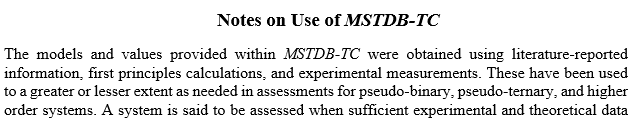 Notes on Use of MSTDB-TC
The models and values provided within MSTDB-TC were obtained using literature-reported
information, first principles calculations, and experimental measurements. These have been used
to a greater or lesser extent as needed in assessments for pseudo-binary, pseudo-ternary, and higher
order systems. A system is said to be assessed when sufficient experimental and theoretical data